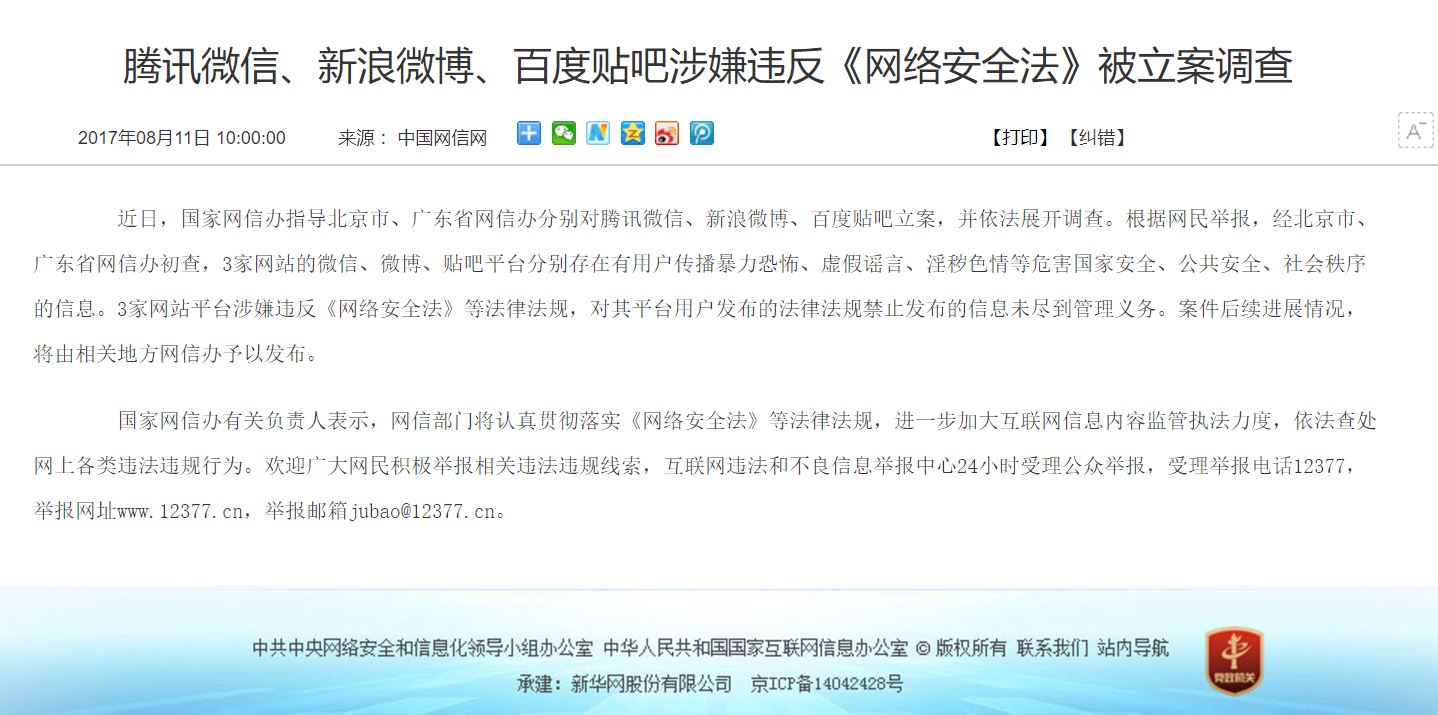 腾讯微信、新浪微博、百度贴吧涉嫌违反《网络安全法》被立案调查
2017年08月11日 10:00:00 来源： 中国网信网 【打印】 【纠错】
A-
近日，国家网信办指导北京市、广东省网信办分别对腾讯微信、新浪微博、百度贴吧立案，并依法展开调查。根据网民举报，经北京市、
广东省网信办初查，3家网站的微信、微博、贴吧平台分别存在有用户传播暴力恐怖、虚假谣言、淫秽色情等危害国家安全、公共安全、社会秩序
的信息。3家网站平台涉嫌违反《网络安全法》等法律法规，对其平台用户发布的法律法规禁止发布的信息未尽到管理义务。案件后续进展情况，
将由相关地方网信办予以发布。
国家网信办有关负责人表示，网信部门将认真贯彻落实《网络安全法》等法律法规，进一步加大互联网信息内容监管执法力度，依法查处
网上各类违法违规行为。欢迎广大网民积极举报相关违法违规线索，互联网违法和不良信息举报中心24小时受理公众举报，受理举报电话12377，
举报网址www.12377.cn，举报邮箱jubao@12377.cn。
中共中央网络安全和信息化领导小组办公室 中华人民共和国国家互联网信息办公室 © 版权所有 联系我们 站内导航
承建：新华网股份有限公司 京ICP备14042428号
党政机关